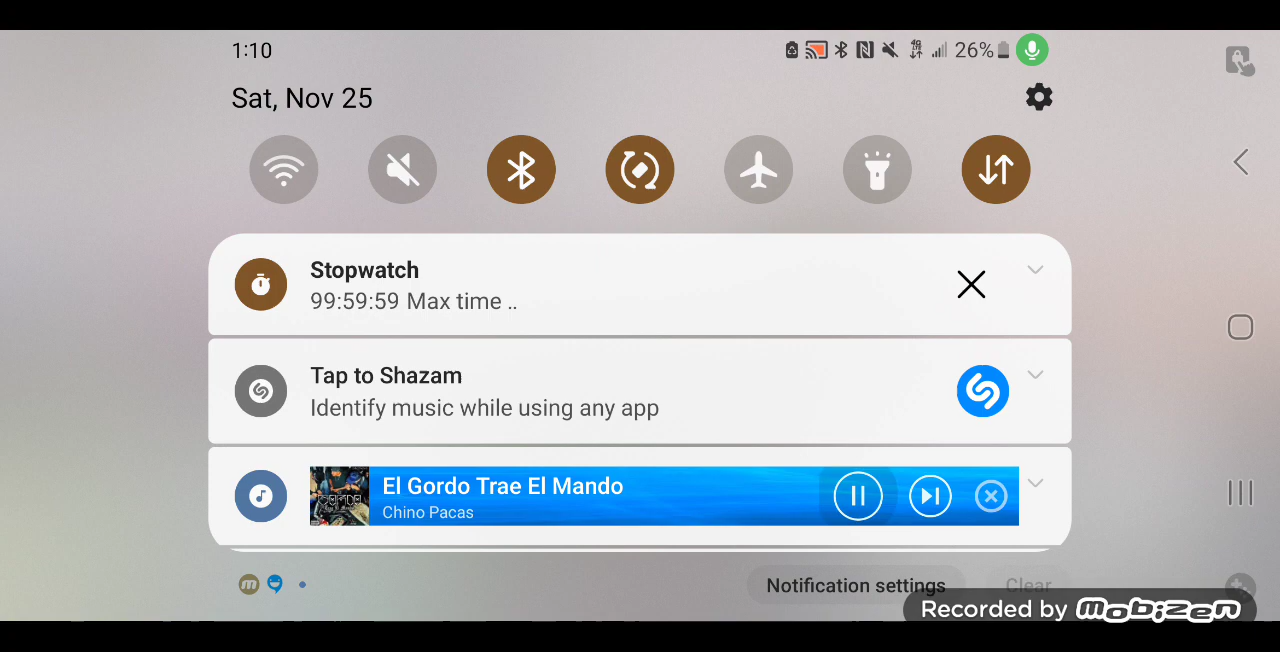 1:10
26%
Sat, Nov 25
Stopwatch
99:59:59 Max time ..
Tap to Shazam
Identify music while using any app
El Gordo Trae El Mando
Chino Pacas
Notification settings
Clear
Recorded by mobizen